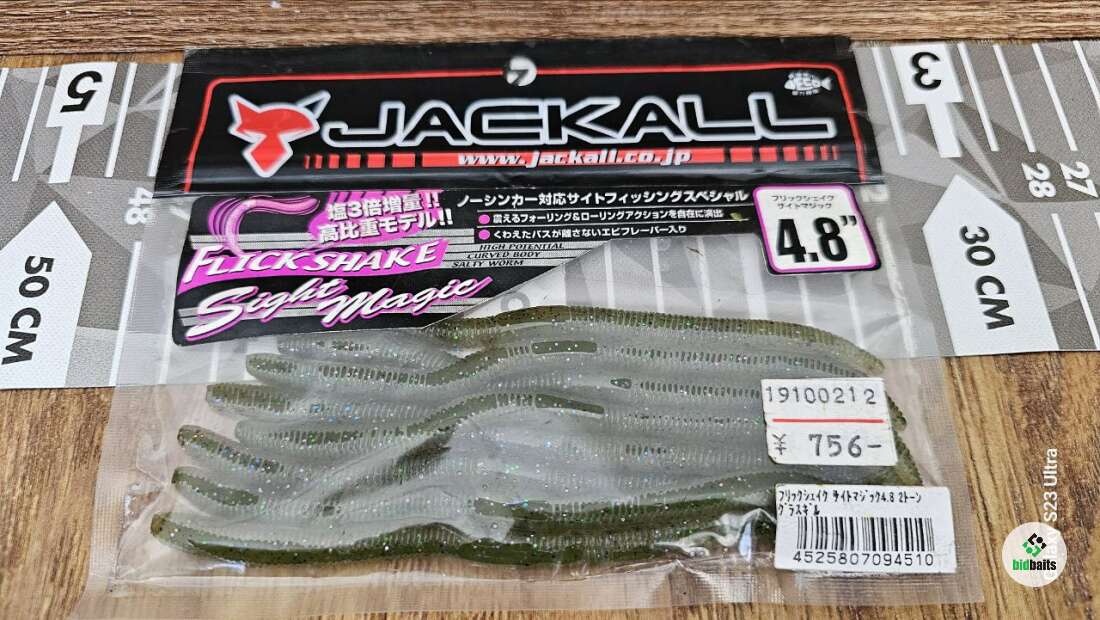 JACKALL
www.jackall.co.jp
塩3倍増量!!
高比重モデル!!
FLICK SHAKE
Sight Magic
ノーシンカー対応サイトフィッシングスペシャル
震えるフォーリング&ローリングアクションを自在に演出
くわえたバスが離さないエビフレーバー入り
HIGH POTENTIAL
CURVED BODY
SALTY WORM
フリックシェイク
サイトマジック
4.8"
5
48
50 CM
3
28
27
30 CM
19100212
¥ 756-
フリックシェイク サイトマジック4.8 2トーン
グラスギル
4525807094510
S23 Ultra
bidbaits